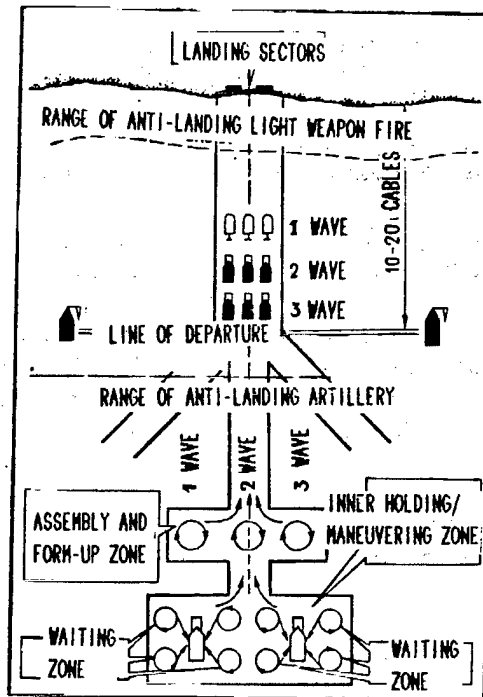 LANDING SECTORS
RANGE OF ANTI-LANDING LIGHT WEAPON FIRE
10-20 CABLES
1 WAVE
2 WAVE
3 WAVE
LINE OF DEPARTURE
RANGE OF ANTI-LANDING ARTILLERY
1 WAVE
2 WAVE
3 WAVE
ASSEMBLY AND
FORM-UP ZONE
INNER HOLDING/
MANEUVERING ZONE
WAITING
ZONE
WAITING
ZONE